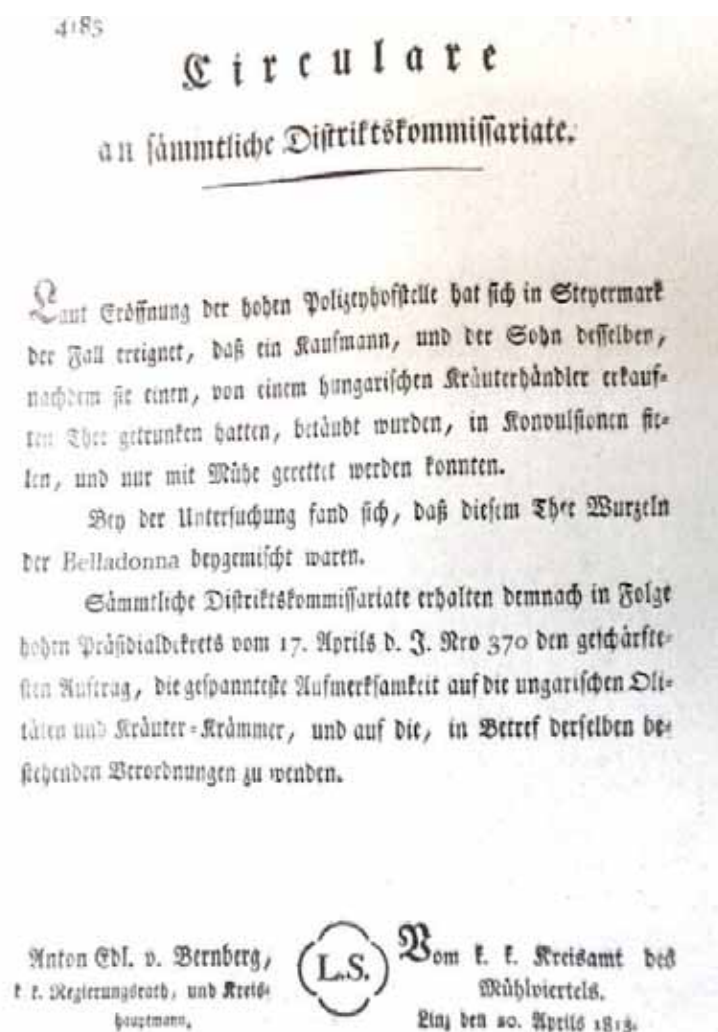 4185
Circulare
an sämmtliche Distriktskommissariate.
Laut Eröffnung der hohen Polizeyhofstelle hat sich in Steyermark
der Fall ereignet, daß ein Kaufmann, und der Sohn desselben,
nachdem sie einen, von einem hungarischen Kräuterhändler erkauf=
ten Thee getrunken hatten, betäubt wurden, in Konvulsionen fie=
len, und nur mit Mühe gerettet werden konnten.
Bey der Untersuchung fand sich, daß diesem Thee Wurzeln
der Belladonna beygemischt waren.
Sämmtliche Distriktskommissariate erhalten demnach in Folge
hohen Präsidialdekrets vom 17. Aprils d. J. Nro 370 den geschärfte=
sten Auftrag, die gespannteste Aufmerksamkeit auf die ungarischen Oli=
täten und Kräuter=Krämmer, und auf die, in Betref derselben be=
stehenden Verordnungen zu wenden.
Anton Edl. v. Bernberg,
k k. Regierungsrath, und Kreis=
hauptmann.
L.S.
Vom k. k. Kreisamt des
Mühlviertels.
Linz den 20. Aprils